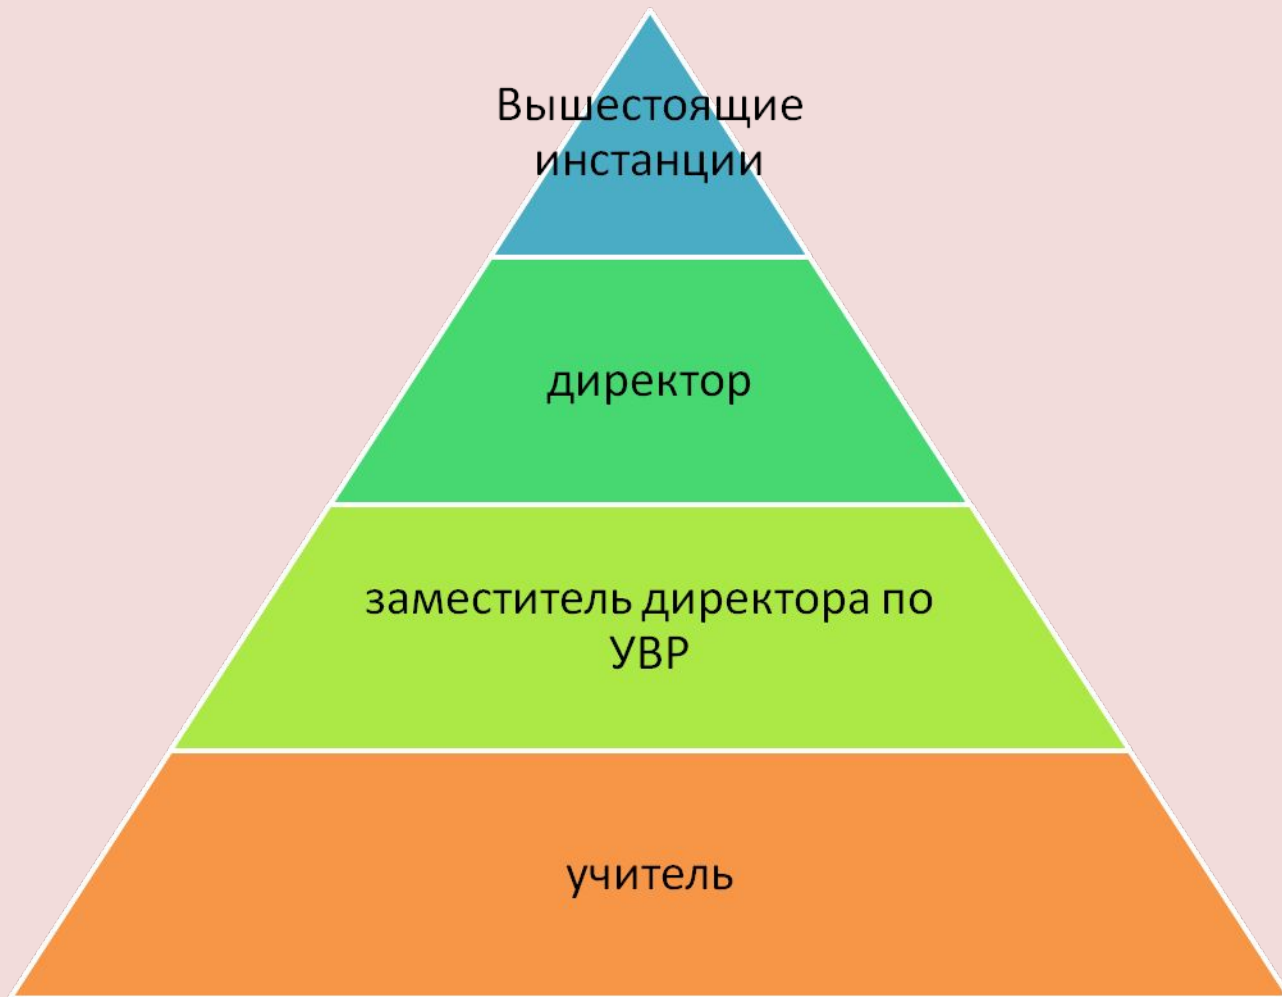 Вышестоящие
инстанции
директор
заместитель директора по
УВР
учитель